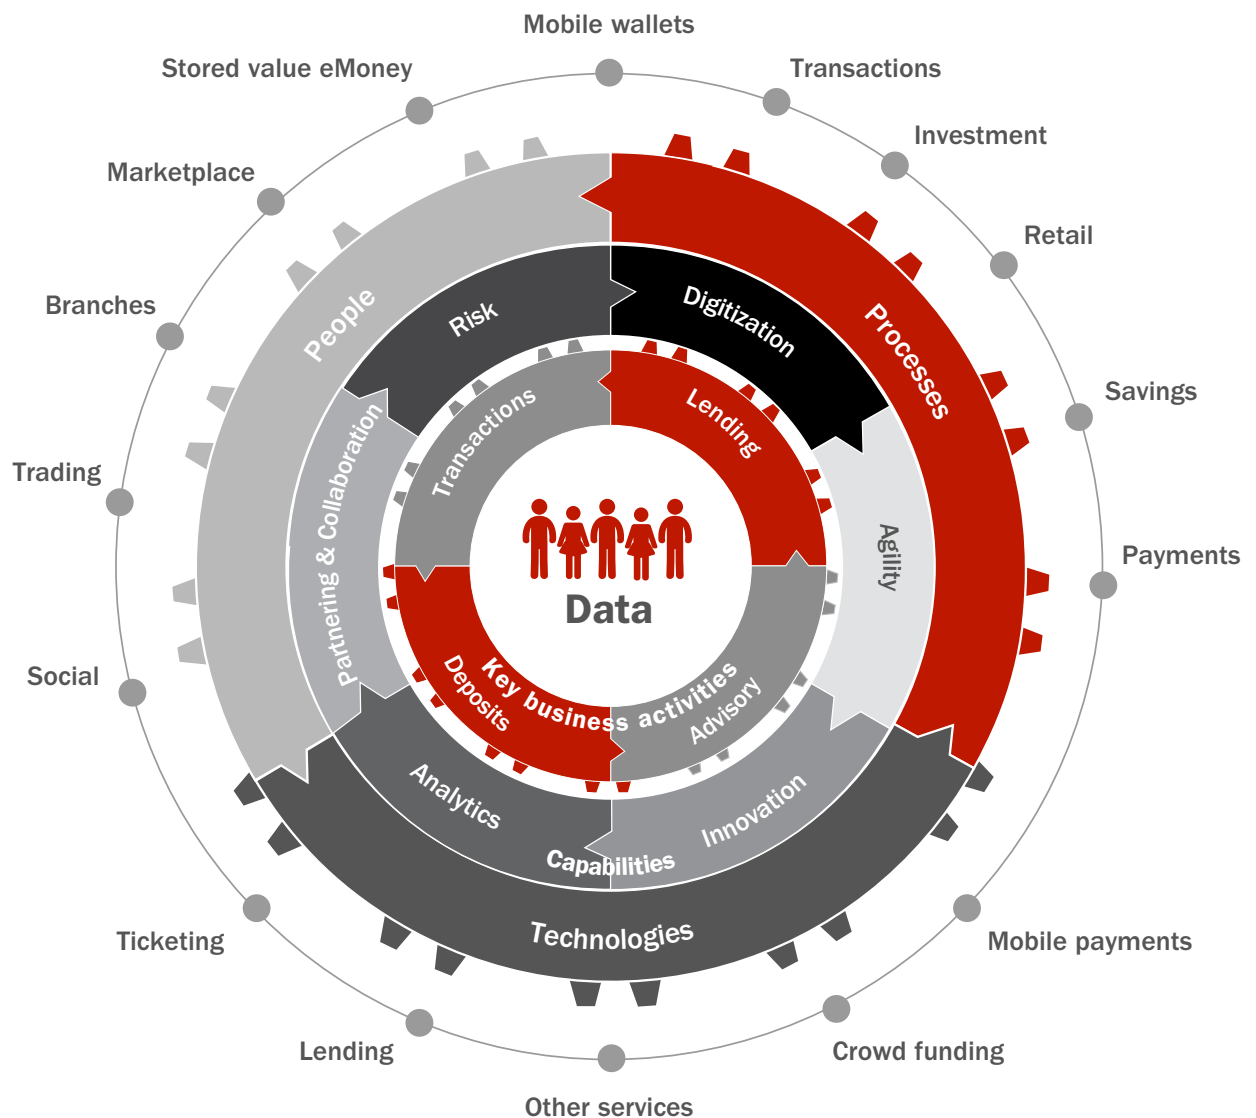 Mobile wallets
Stored value eMoney
Transactions
Investment
Marketplace
Retail
Branches
Savings
Trading
Payments
Social
Ticketing
Mobile payments
Lending
Crowd funding
Other services
People
Processes
Technologies
Risk
Digitization
Partnering & Collaboration
Agility
Analytics
Innovation
Capabilities
Transactions
Lending
Deposits
Advisory
Key business activities
Data